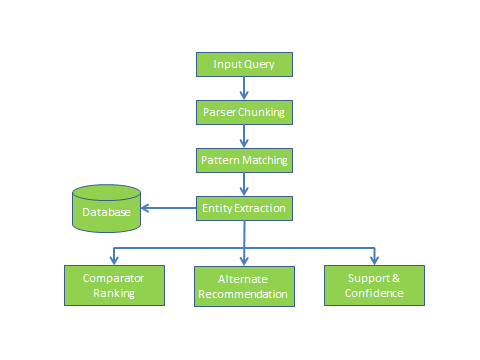 Input Query
Parser Chunking
Pattern Matching
Entity Extraction
Database
Comparator
Ranking
Alternate
Recommendation
Support &
Confidence